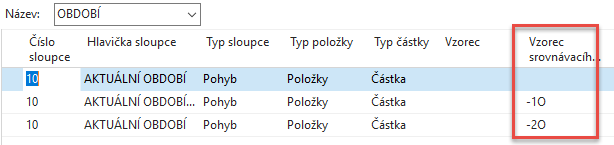 Název: OBDOBÍ
Číslo sloupce Hlavička sloupce Typ sloupce Typ položky Typ částky Vzorec Vzorec srovnávacíh...
10 AKTUÁLNÍ OBDOBÍ Pohyb Položky Částka
10 AKTUÁLNÍ OBDOBÍ... Pohyb Položky Částka -1O
10 AKTUÁLNÍ OBDOBÍ Pohyb Položky Částka -2O